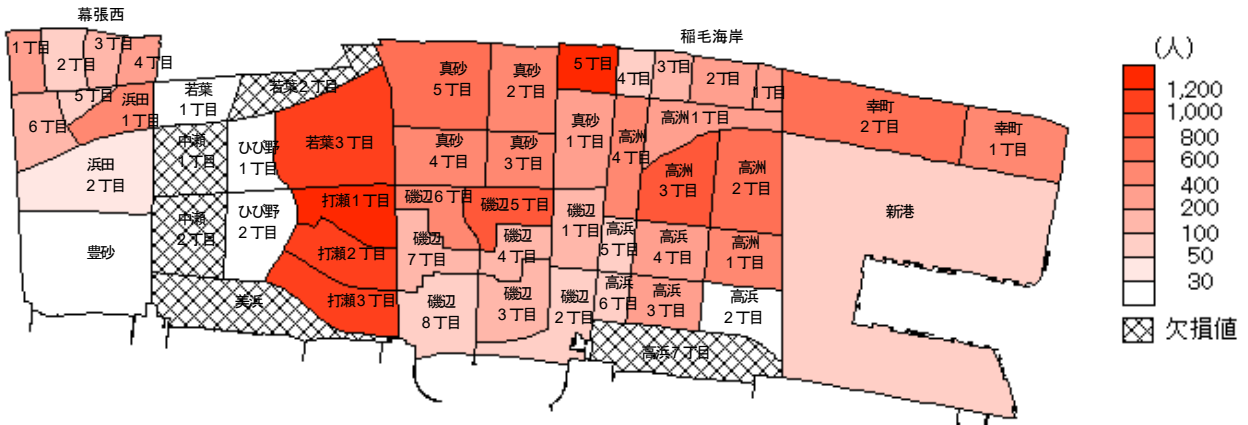 幕張西
1丁目
2丁目
3丁目
4丁目
5丁目
6丁目
浜田
1丁目
浜田
2丁目
豊砂
若葉
1丁目
若葉2丁目
中瀬
1丁目
中瀬
2丁目
ひび野
1丁目
ひび野
2丁目
美浜
若葉3丁目
打瀬1丁目
打瀬2丁目
打瀬3丁目
真砂
5丁目
真砂
2丁目
真砂
4丁目
真砂
3丁目
真砂
1丁目
磯辺6丁目
磯辺5丁目
磯辺
7丁目
磯辺
4丁目
磯辺
1丁目
磯辺
8丁目
磯辺
3丁目
磯辺
2丁目
稲毛海岸
5丁目
4丁目
3丁目
2丁目
1丁目
高洲1丁目
高洲
4丁目
高洲
3丁目
高洲
2丁目
高浜
5丁目
高浜
4丁目
高洲
1丁目
高浜
6丁目
高浜
3丁目
高浜
2丁目
高浜7丁目
幸町
2丁目
幸町
1丁目
新港
(人)
1,200
1,000
800
600
400
200
100
50
30
欠損値